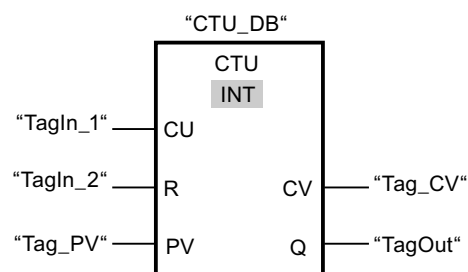 “CTU_DB“
CTU
INT
“TagIn_1“ CU
“TagIn_2“ R CV “Tag_CV“
“Tag_PV“ PV Q “TagOut“